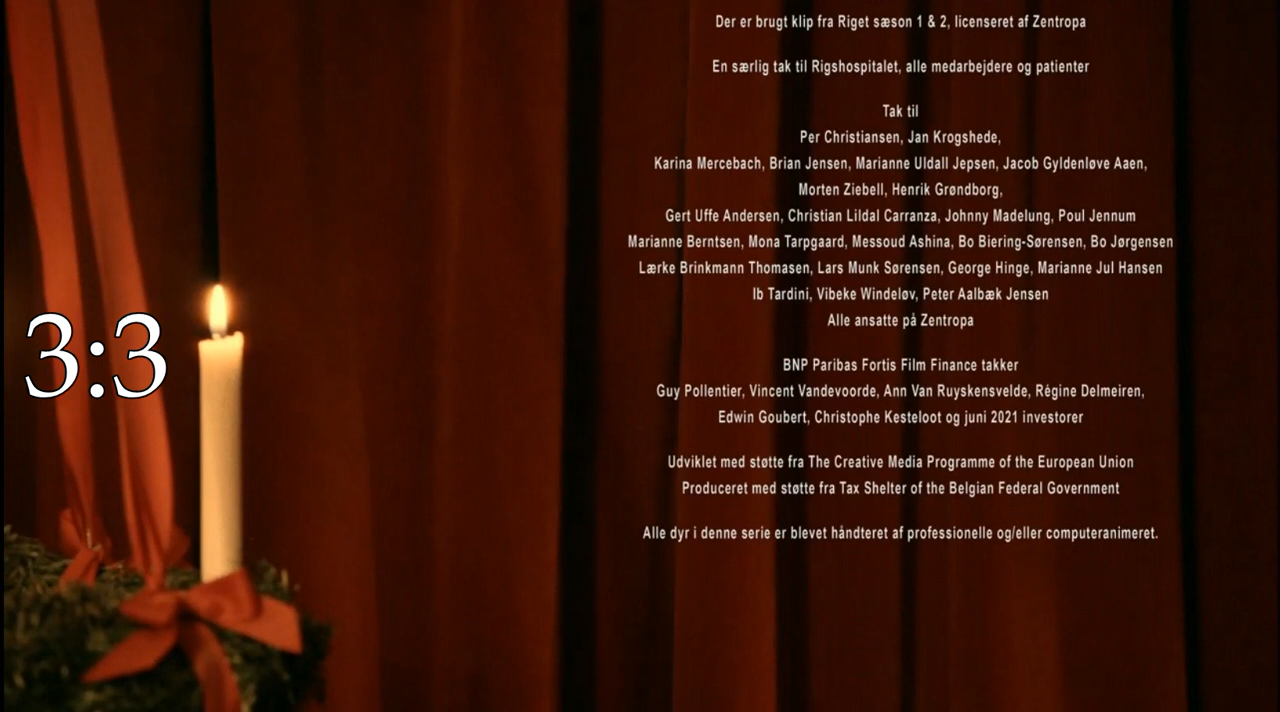 Der er brugt klip fra Riget sæson 1 & 2, licenseret af Zentropa
En særlig tak til Rigshospitalet, alle medarbejdere og patienter
Tak til
Per Christiansen, Jan Krogshede,
Karina Mercebach, Brian Jensen, Marianne Uldall Jepsen, Jacob Gyldenløve Aaen,
Morten Ziebell, Henrik Grøndborg,
Gert Uffe Andersen, Christian Lildal Carranza, Johnny Madelung, Poul Jennum
Marianne Berntsen, Mona Tarpgaard, Messoud Ashina, Bo Biering-Sørensen, Bo Jørgensen
Lærke Brinkmann Thomasen, Lars Munk Sørensen, George Hinge, Marianne Jul Hansen
Ib Tardini, Vibeke Windeløv, Peter Aalbæk Jensen
Alle ansatte på Zentropa
3:3
BNP Paribas Fortis Film Finance takker
Guy Pollentier, Vincent Vandevoorde, Ann Van Ruyskensvelde, Régine Delmeiren,
Edwin Goubert, Christophe Kesteloot og juni 2021 investorer
Udviklet med støtte fra The Creative Media Programme of the European Union
Produceret med støtte fra Tax Shelter of the Belgian Federal Government
Alle dyr i denne serie er blevet håndteret af professionelle og/eller computeranimeret.